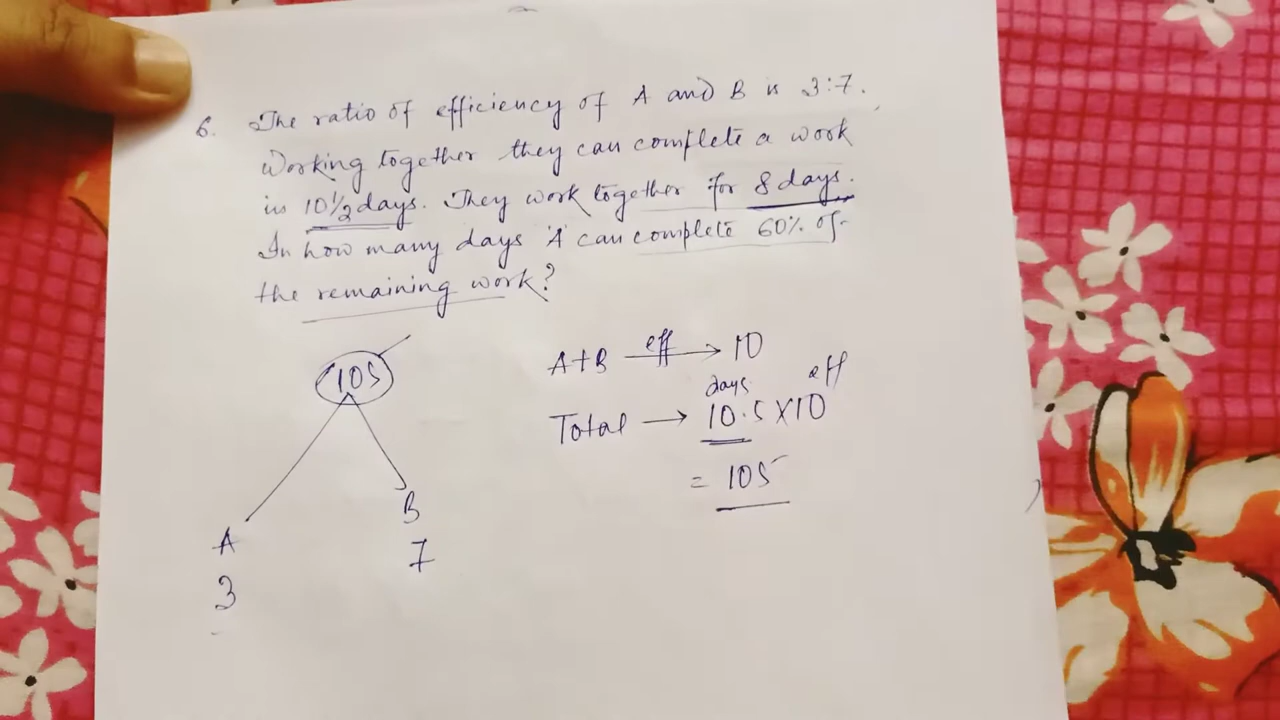 6. The ratio of efficiency of A and B is 3:7.
Working together they can complete a work
in 10 1/2 days. They work together for 8 days.
In how many days 'A' can complete 60% of
the remaining work?
105
A
3
B
7
A+B eff → 10
days eff
Total → 10.5 X 10
= 105